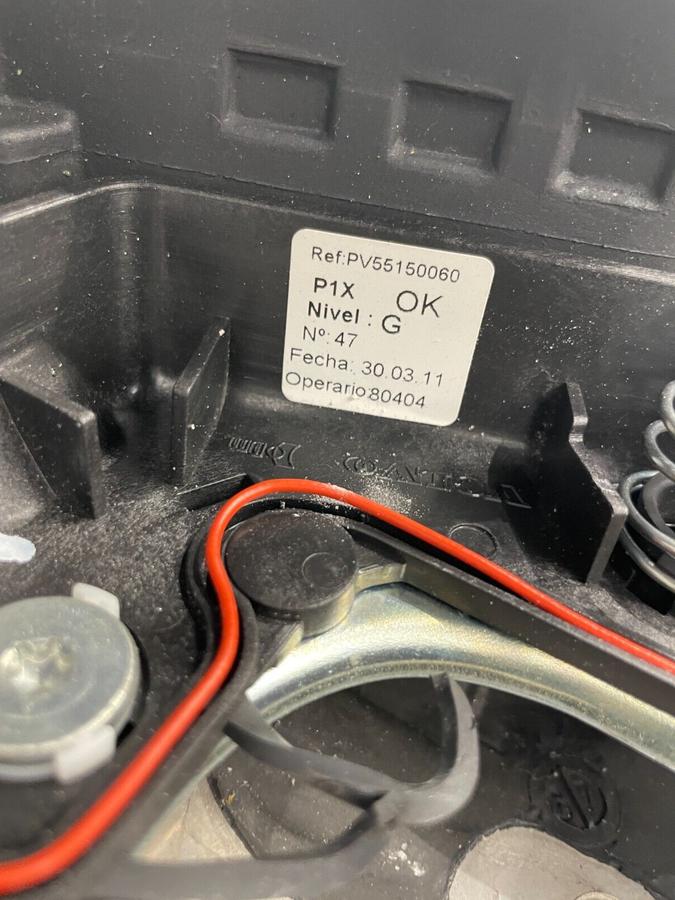 Ref:PV55150060
P1X OK
Nivel : G
Nº: 47
Fecha: 30.03.11
Operario:80404